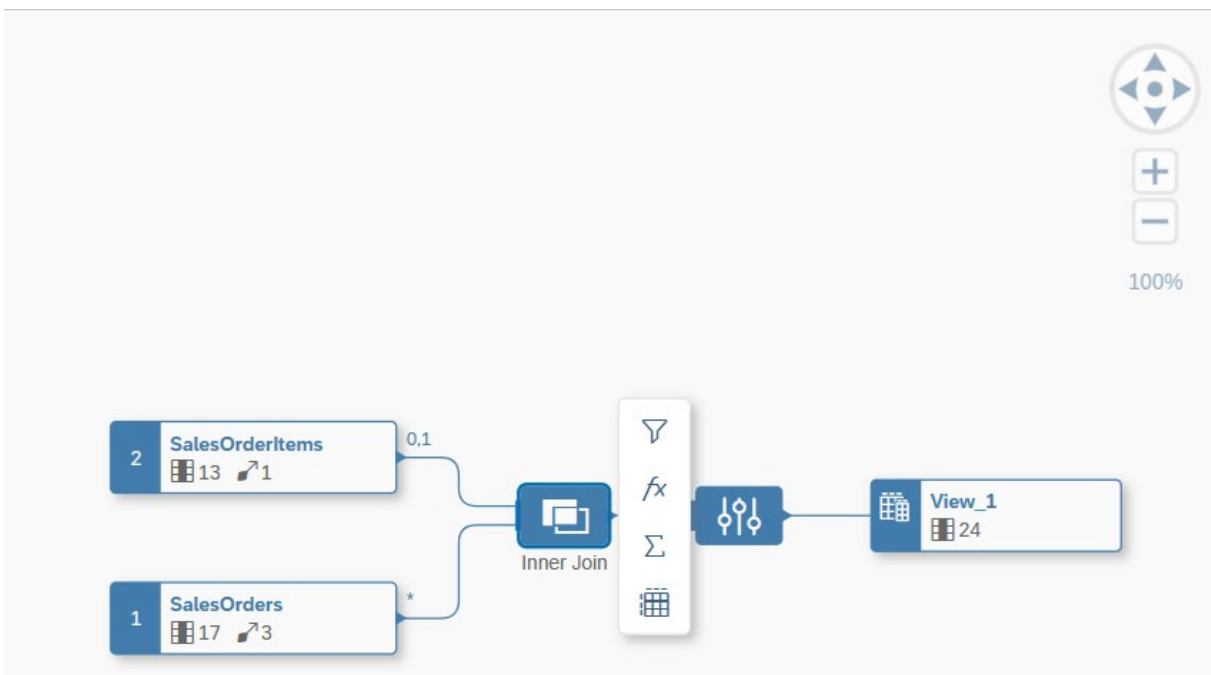 100%
2
SalesOrderItems
13 1
0,1
fx
Σ
Inner Join
View_1
24
1
SalesOrders
17 3
*